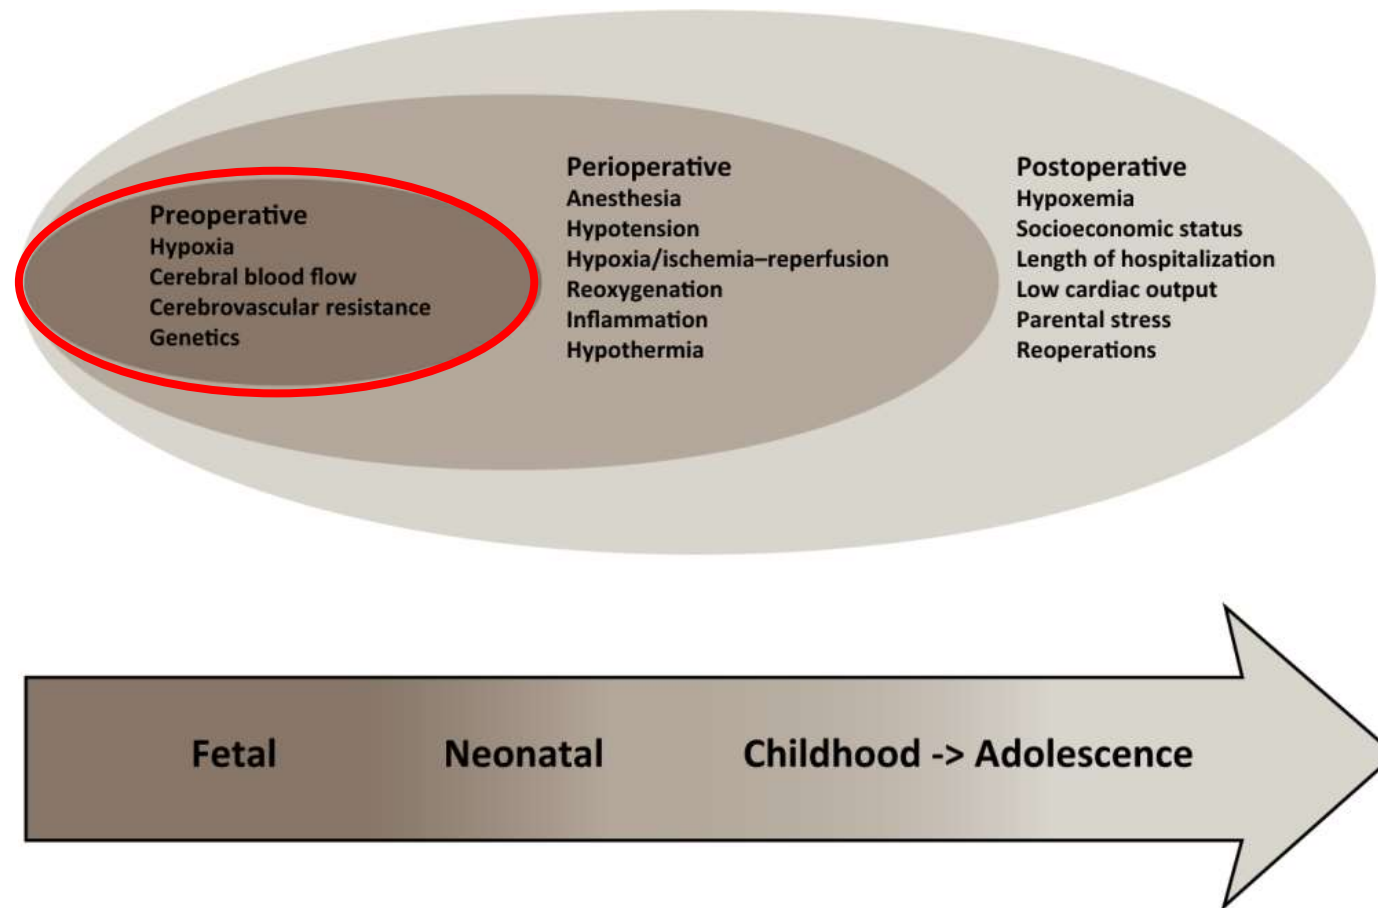 Preoperative
Hypoxia
Cerebral blood flow
Cerebrovascular resistance
Genetics
Perioperative
Anesthesia
Hypotension
Hypoxia/ischemia–reperfusion
Reoxygenation
Inflammation
Hypothermia
Postoperative
Hypoxemia
Socioeconomic status
Length of hospitalization
Low cardiac output
Parental stress
Reoperations
Fetal
Neonatal
Childhood -> Adolescence